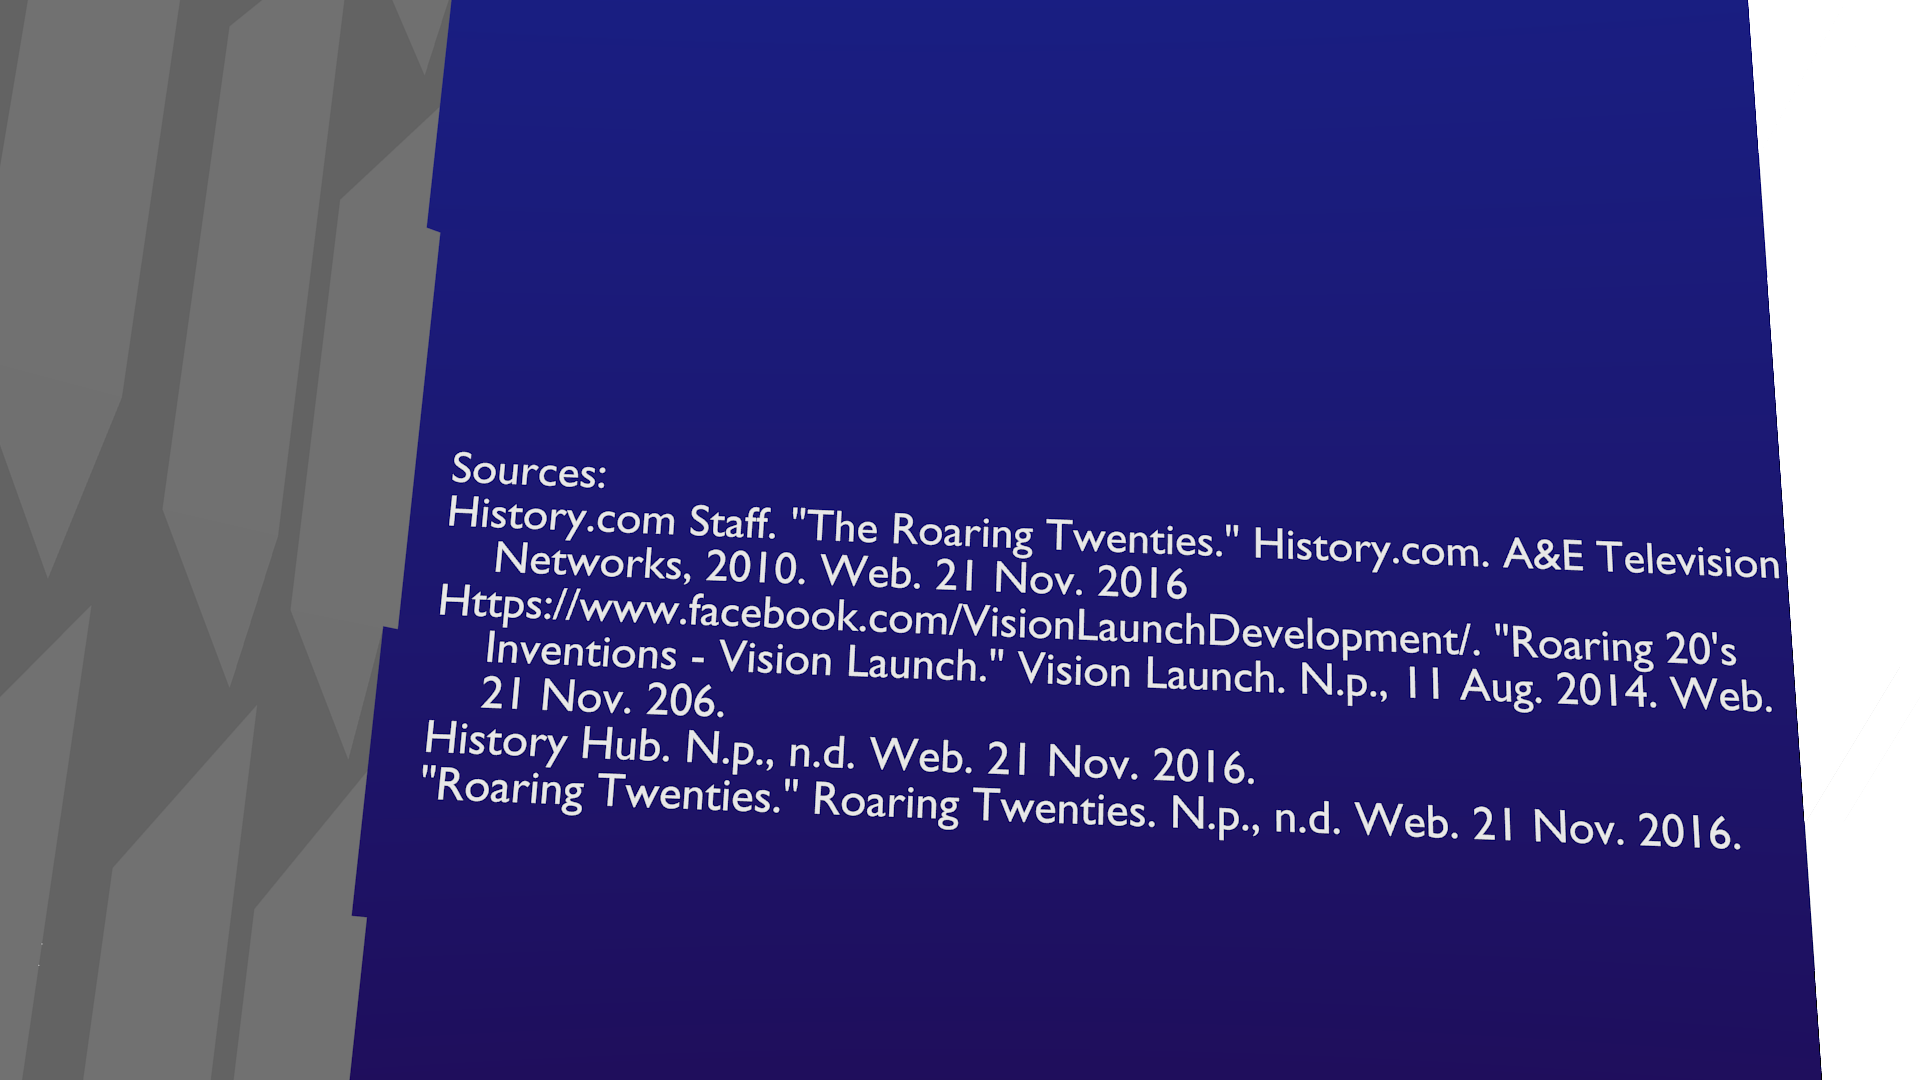 Sources:
History.com Staff. "The Roaring Twenties." History.com. A&E Television
Networks, 2010. Web. 21 Nov. 2016
Https://www.facebook.com/VisionLaunchDevelopment/. "Roaring 20's
Inventions - Vision Launch." Vision Launch. N.p., 11 Aug. 2014. Web.
21 Nov. 206.
History Hub. N.p., n.d. Web. 21 Nov. 2016.
"Roaring Twenties." Roaring Twenties. N.p., n.d. Web. 21 Nov. 2016.